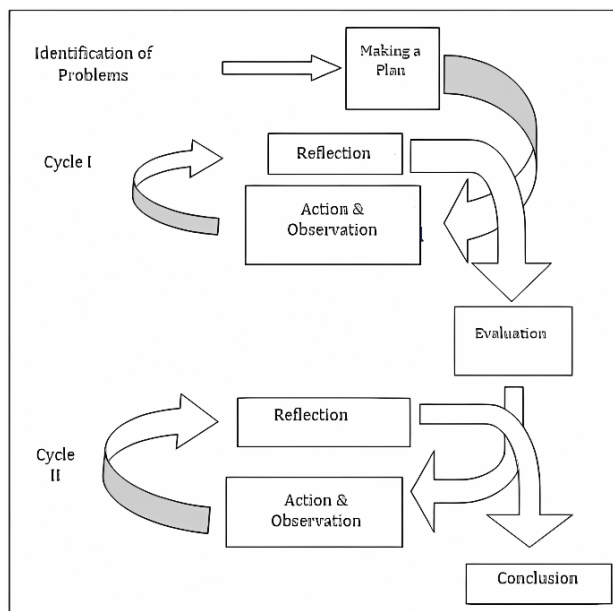 Identification of
Problems
Making a
Plan
Cycle I
Reflection
Action &
Observation
Evaluation
Reflection
Cycle
II
Action &
Observation
Conclusion